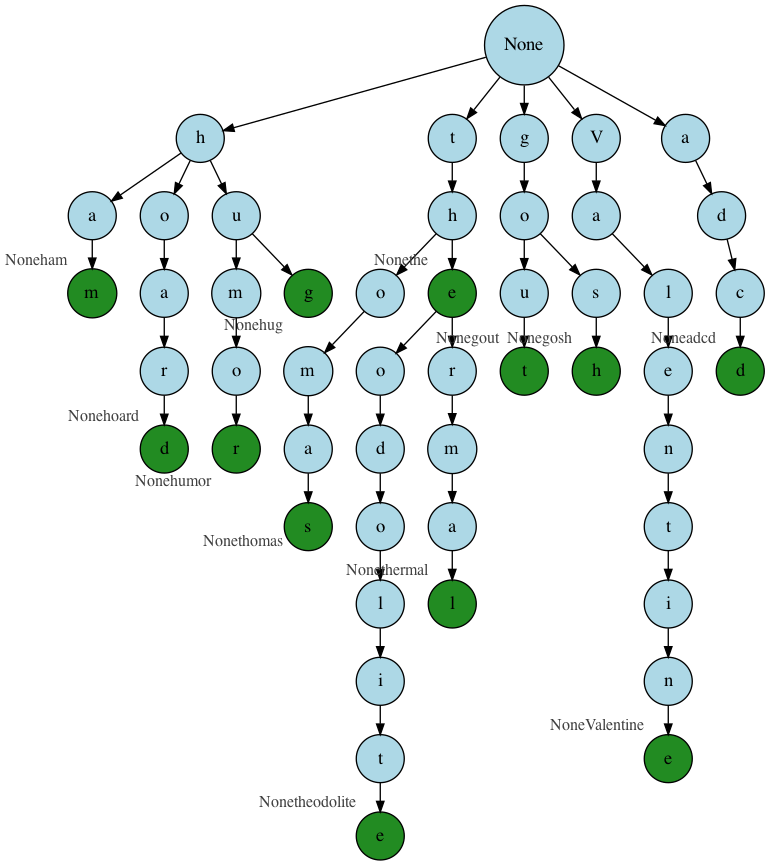 None
h t g V a
a o u h o a d
Noneham Nonethe
m a m g o e u s l c
Nonehug Nonegout Nonegosh Noneadcd
r o m o r t h e d
Nonehoard
d r a d m n
Nonehumor
Nonethomas s o a t
Nonethermal
l l i
i n
NoneValentine
t e
Nonetheodolite
e